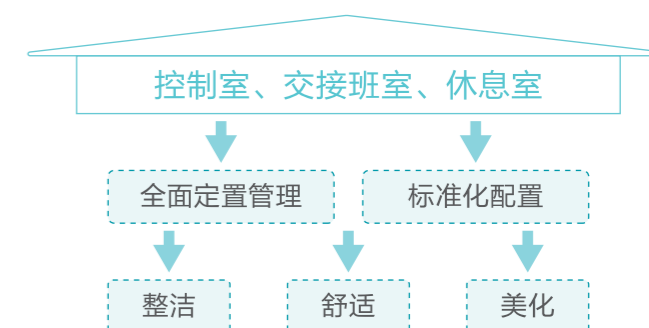 控制室、交接班室、休息室
全面定置管理
标准化配置
整洁
舒适
美化